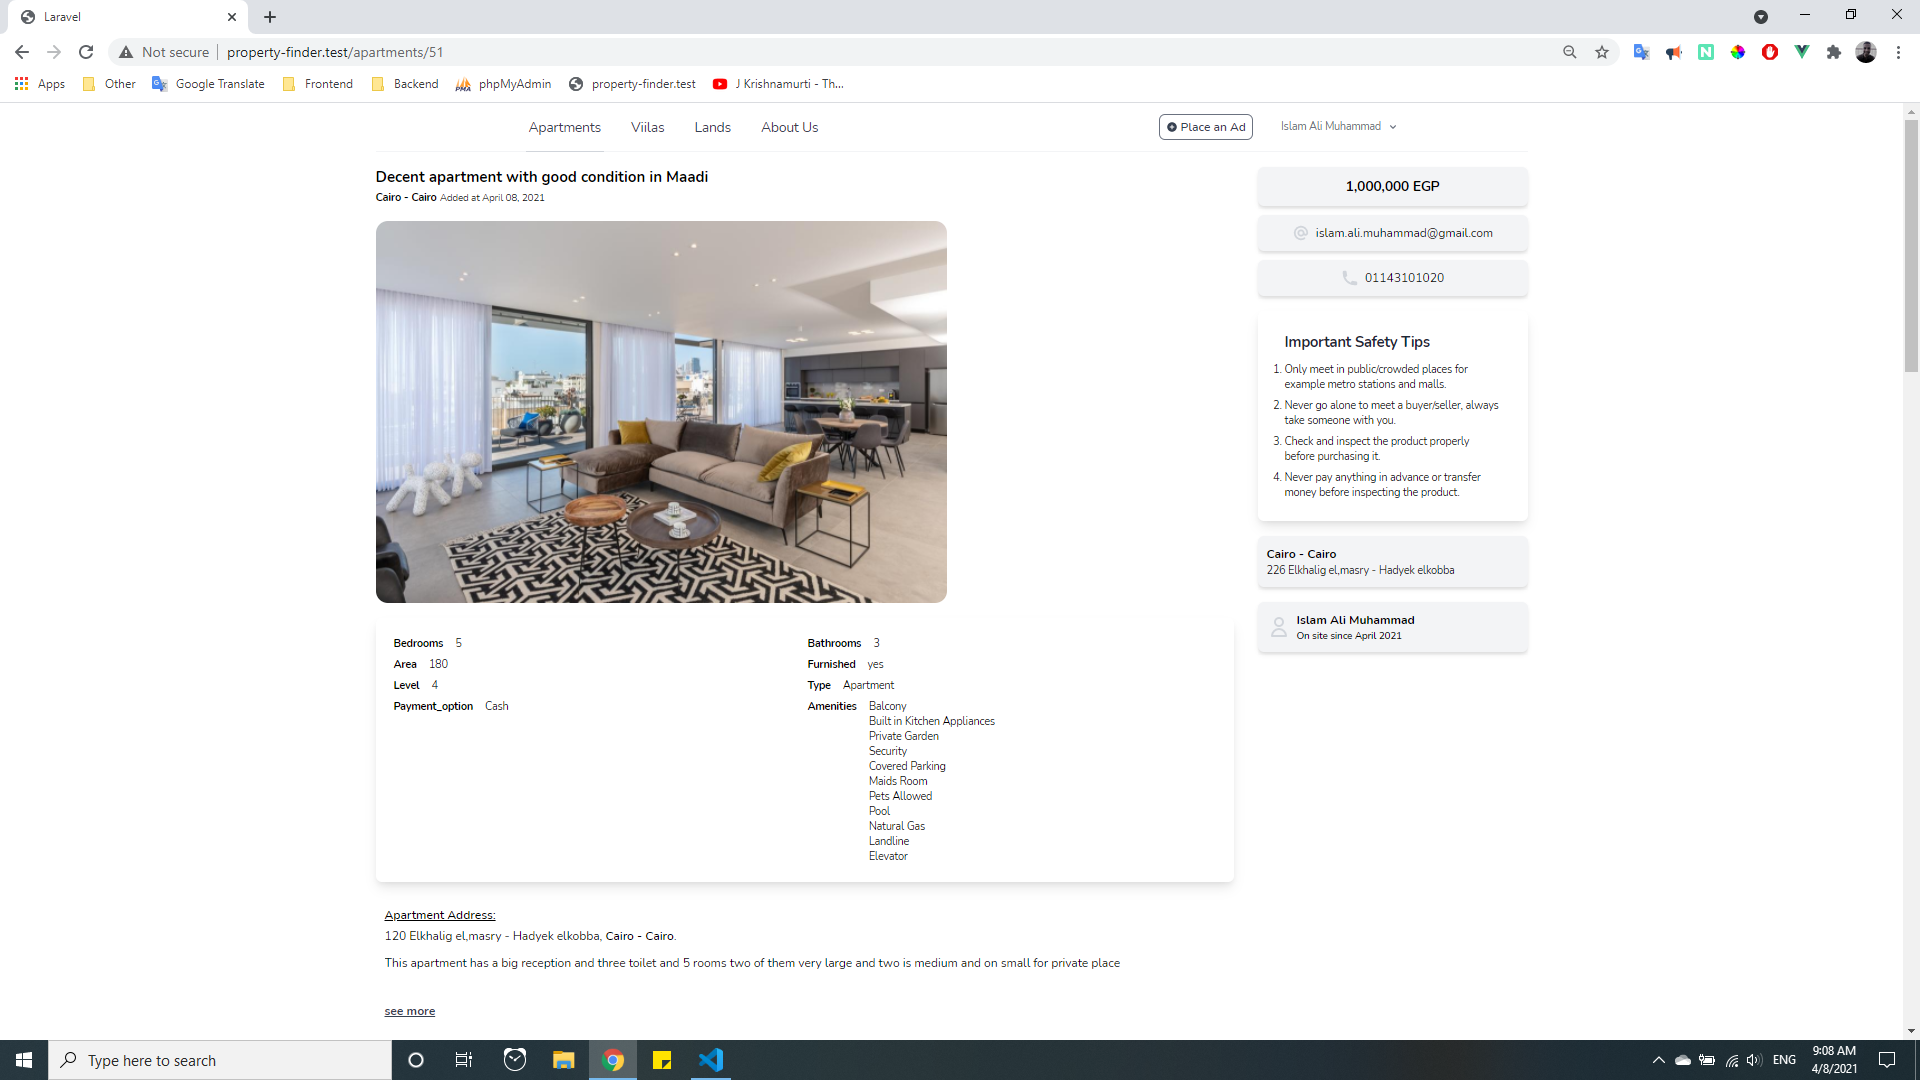 Laravel
Not secure
property-finder.test/apartments/51
Apps
Other
Google Translate
Frontend
Backend
phpMyAdmin
property-finder.test
J Krishnamurti - Th...
Apartments
Viilas
Lands
About Us
Place an Ad
Islam Ali Muhammad
Decent apartment with good condition in Maadi
Cairo - Cairo Added at April 08, 2021
Bedrooms 5
Area 180
Level 4
Payment_option Cash
Bathrooms 3
Furnished yes
Type Apartment
Amenities Balcony
Built in Kitchen Appliances
Private Garden
Security
Covered Parking
Maids Room
Pets Allowed
Pool
Natural Gas
Landline
Elevator
Apartment Address:
120 Elkhalig el,masry - Hadyek elkobba, Cairo - Cairo.
This apartment has a big reception and three toilet and 5 rooms two of them very large and two is medium and on small for private place
see more
1,000,000 EGP
islam.ali.muhammad@gmail.com
01143101020
Important Safety Tips
1. Only meet in public/crowded places for
example metro stations and malls.
2. Never go alone to meet a buyer/seller, always
take someone with you.
3. Check and inspect the product properly
before purchasing it.
4. Never pay anything in advance or transfer
money before inspecting the product.
Cairo - Cairo
226 Elkhalig el,masry - Hadyek elkobba
Islam Ali Muhammad
On site since April 2021
Type here to search
ENG
9:08 AM
4/8/2021